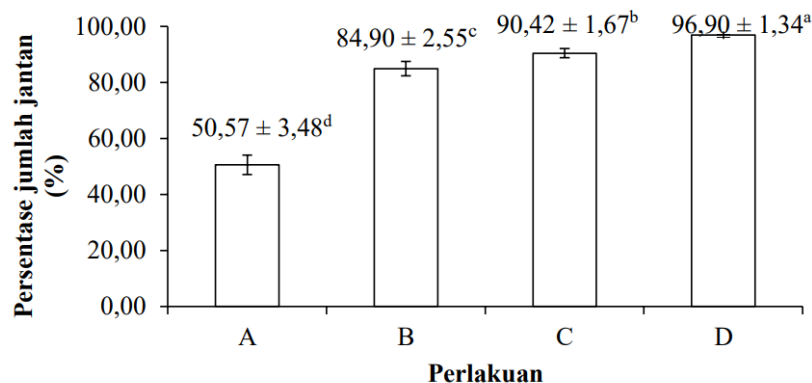 Persentase jumlah jantan
(%)
100,00
80,00
60,00
40,00
20,00
0,00
50,57 ± 3,48ᵈ
84,90 ± 2,55ᶜ
90,42 ± 1,67ᵇ
96,90 ± 1,34ᵃ
A B C D
Perlakuan